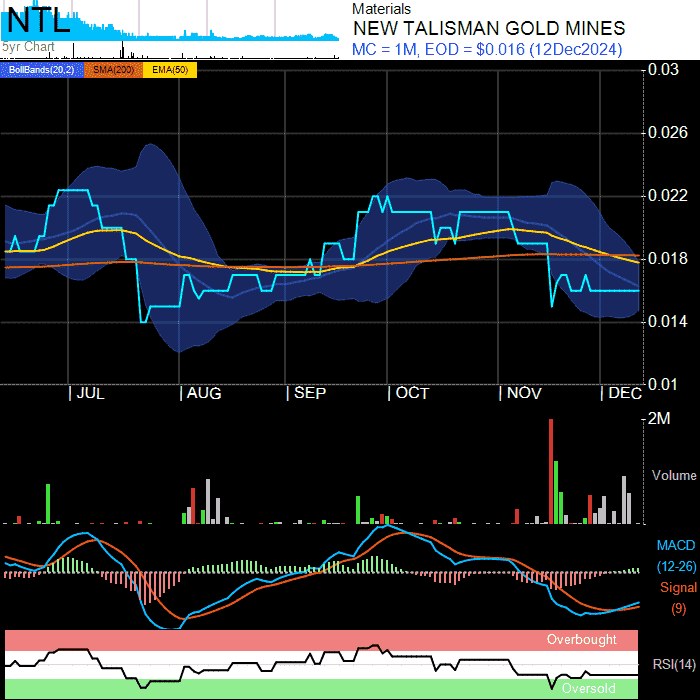 NTL
5yr Chart
Materials
NEW TALISMAN GOLD MINES
MC = 1M, EOD = $0.016 (12Dec2024)
BollBands(20,2) SMA(200) EMA(50)
0.03
0.026
0.022
0.018
0.014
0.01
| JUL | AUG | SEP | OCT | NOV | DEC
2M
Volume
MACD
(12-26)
Signal
(9)
Overbought
RSI(14)
Oversold